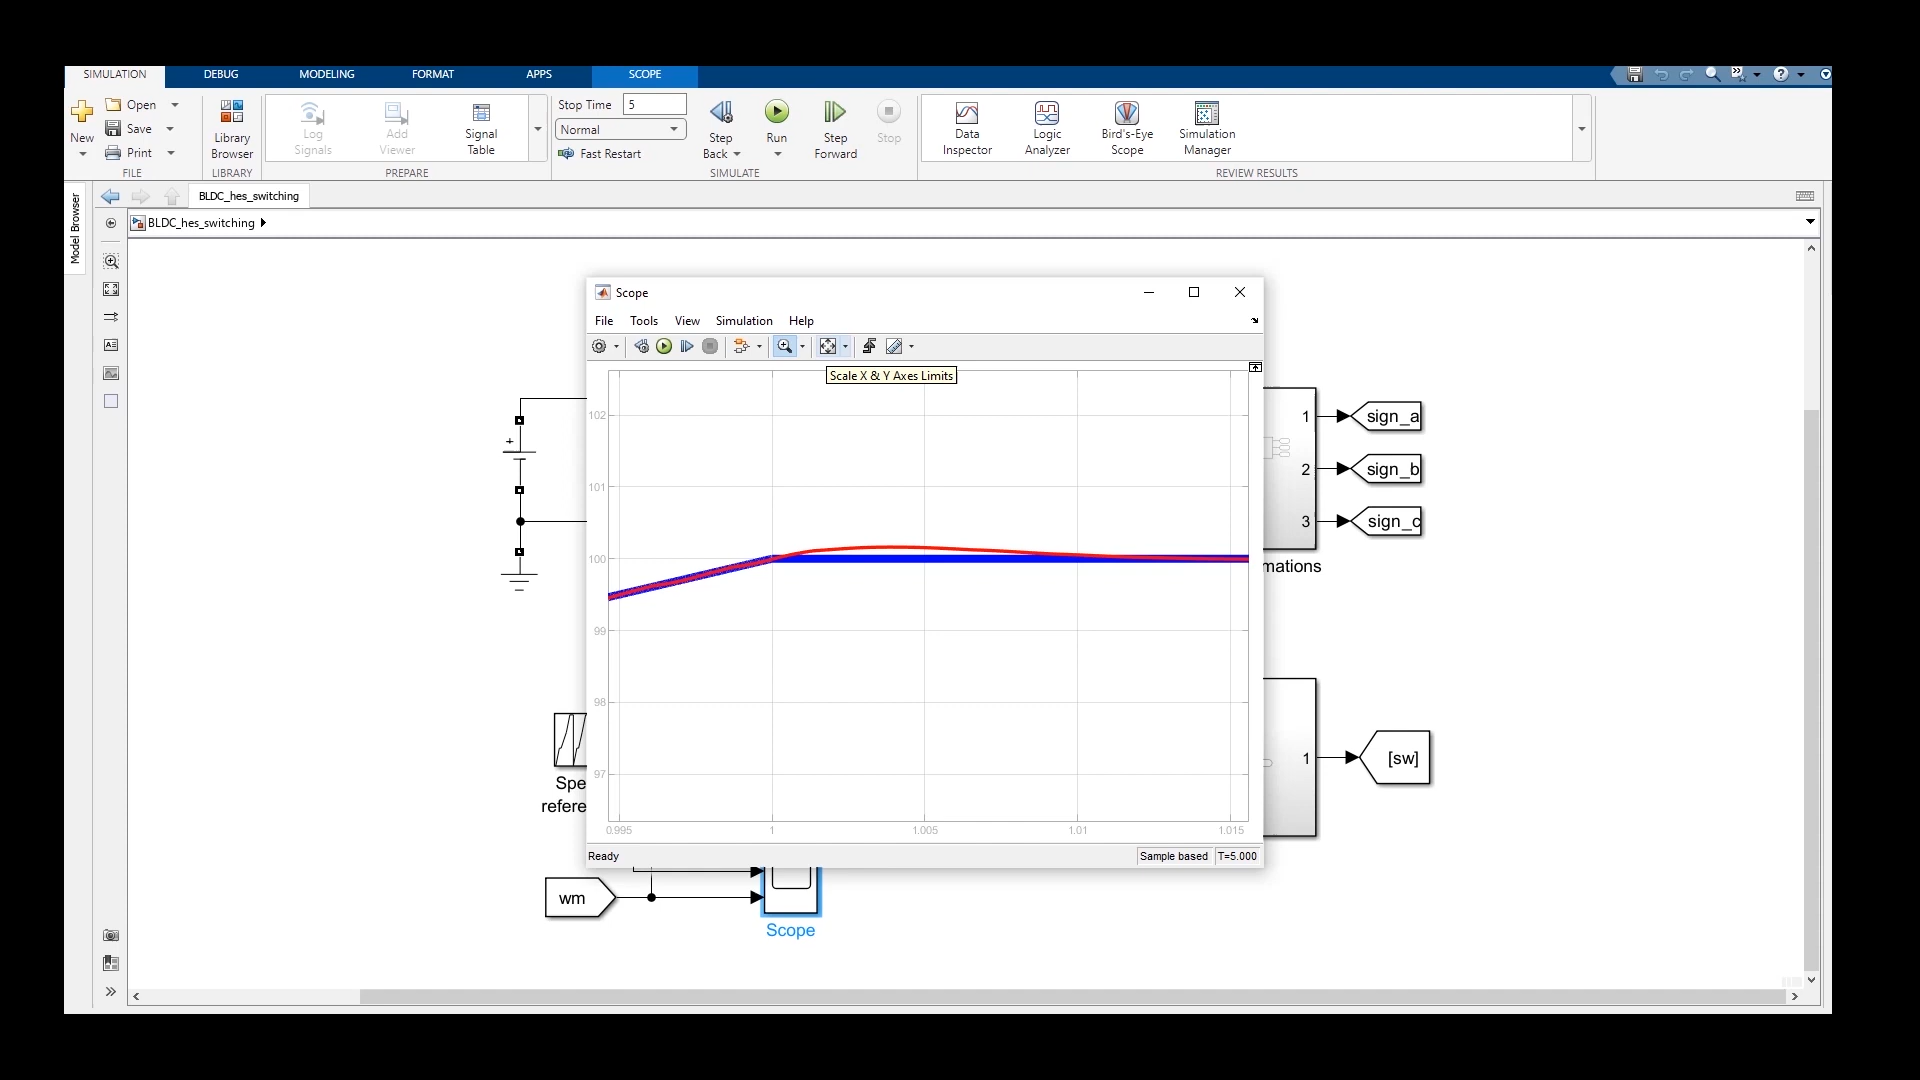 SIMULATION DEBUG MODELING FORMAT APPS SCOPE
New
Open
Save
Print
FILE
Library
Browser
LIBRARY
Log
Signals
Add
Viewer
Signal
Table
PREPARE
Stop Time 5
Normal
Fast Restart
Step
Back
Run
Step
Forward
Stop
SIMULATE
Data
Inspector
Logic
Analyzer
Bird's-Eye
Scope
Simulation
Manager
REVIEW RESULTS
Model Browser
BLDC_hes_switching
BLDC_hes_switching
Scope
File Tools View Simulation Help
Scale X & Y Axes Limits
102
101
100
99
98
97
0.995 1 1.005 1.01 1.015
Ready Sample based T=5.000
+
1 sign_a
2 sign_b
3 sign_c
mations
Spe
refere
1 [sw]
wm
Scope